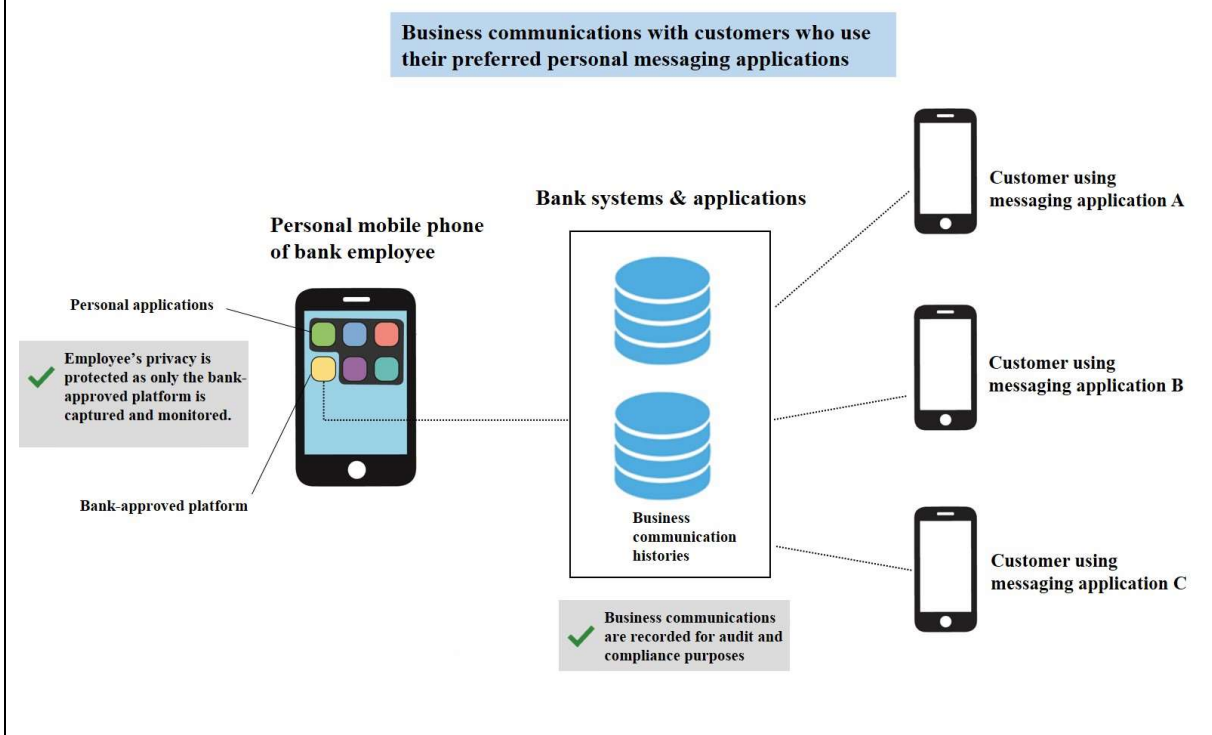 Business communications with customers who use
their preferred personal messaging applications
Customer using
messaging application A
Bank systems & applications
Personal mobile phone
of bank employee
Personal applications
Employee’s privacy is
protected as only the bank-
approved platform is
captured and monitored.
Customer using
messaging application B
Bank-approved platform
Business
communication
histories
Customer using
messaging application C
Business communications
are recorded for audit and
compliance purposes